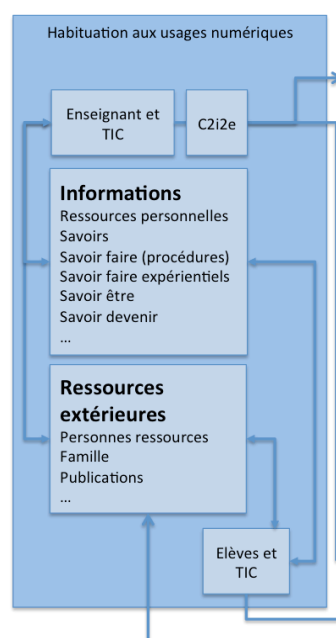 Habituation aux usages numériques
Enseignant et
TIC
C2i2e
Informations
Ressources personnelles
Savoirs
Savoir faire (procédures)
Savoir faire expérientiels
Savoir être
Savoir devenir
...
Ressources
extérieures
Personnes ressources
Famille
Publications
...
Elèves et
TIC